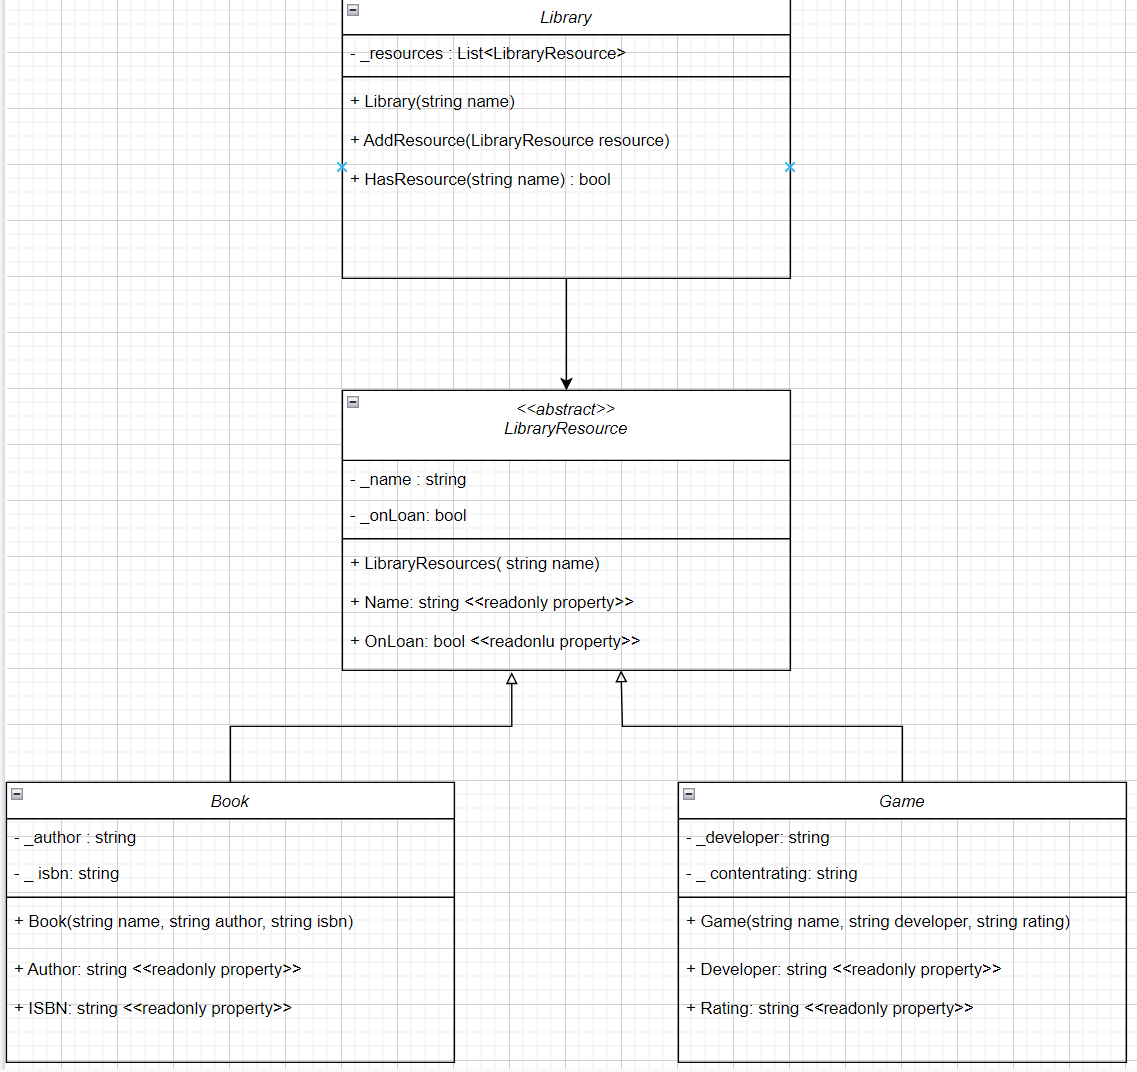 Library
- _resources : List<LibraryResource>
+ Library(string name)
+ AddResource(LibraryResource resource)
+ HasResource(string name) : bool
<<abstract>>
LibraryResource
- _name : string
- _onLoan: bool
+ LibraryResources( string name)
+ Name: string <<readonly property>>
+ OnLoan: bool <<readonlu property>>
Book
- _author : string
- _ isbn: string
+ Book(string name, string author, string isbn)
+ Author: string <<readonly property>>
+ ISBN: string <<readonly property>>
Game
- _developer: string
- _ contentrating: string
+ Game(string name, string developer, string rating)
+ Developer: string <<readonly property>>
+ Rating: string <<readonly property>>